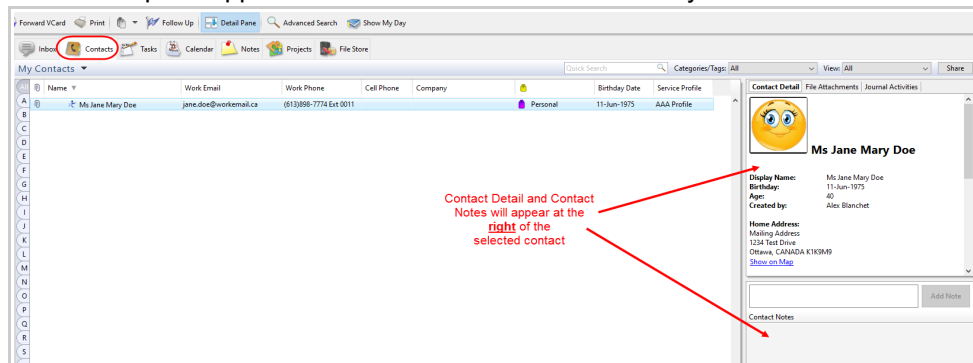 Forward VCard Print Follow Up Detail Pane Advanced Search Show My Day
Inbox Contacts Tasks Calendar Notes Projects File Store
My Contacts Quick Search Categories/Tags: All View: All Share
All Name Work Email Work Phone Cell Phone Company Birthday Date Service Profile
A Ms Jane Mary Doe jane.doe@workemail.ca (613)898-7774 Ext 0011 Personal 11-Jun-1975 AAA Profile
B
C
D
E
F
G
H
I
J
K
L
M
N
O
P
Q
R
S
Contact Detail and Contact
Notes will appear at the
right of the
selected contact
Contact Detail File Attachments Journal Activities
Ms Jane Mary Doe
Display Name: Ms Jane Mary Doe
Birthday: 11-Jun-1975
Age: 40
Created by: Alex Blanchet
Home Address:
Mailing Address
1234 Test Drive
Ottawa, CANADA K1K9M9
Show on Map
Add Note
Contact Notes